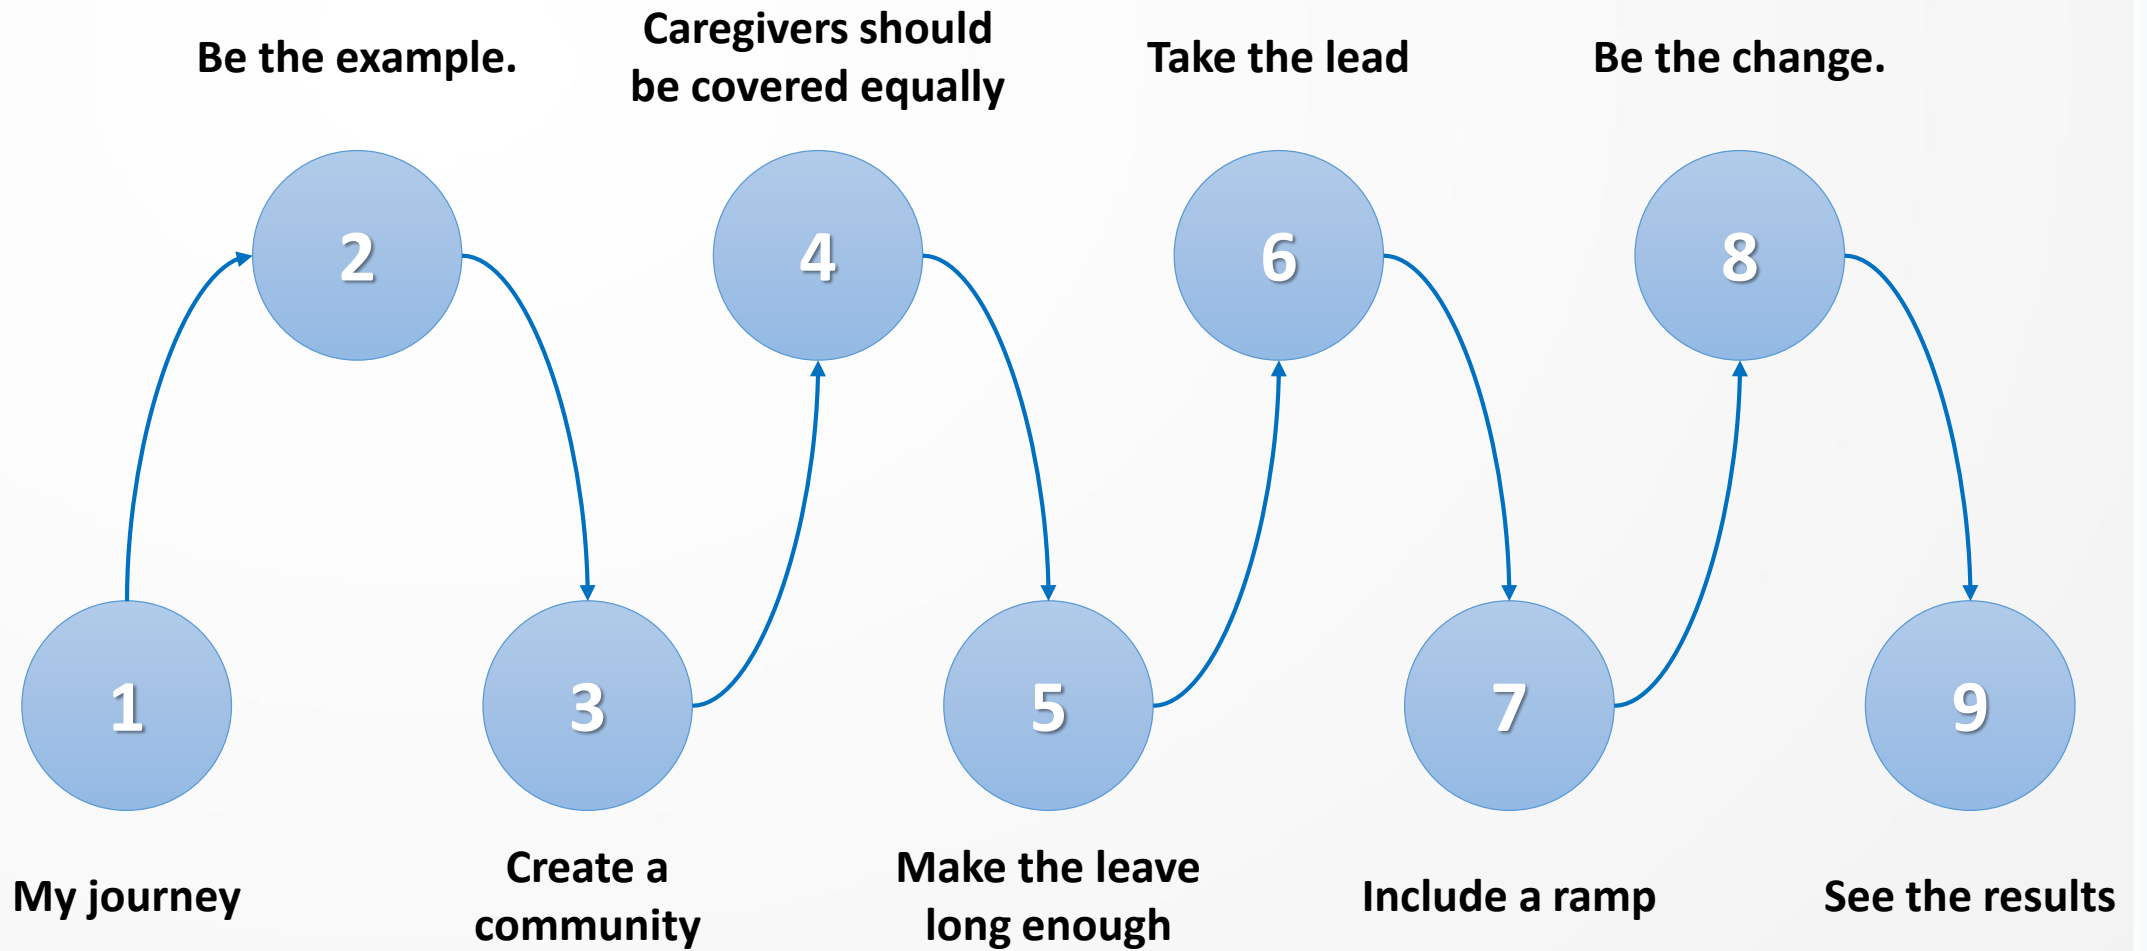 Be the example.
Caregivers should
be covered equally
Take the lead
Be the change.
2
4
6
8
1
3
5
7
9
My journey
Create a
community
Make the leave
long enough
Include a ramp
See the results